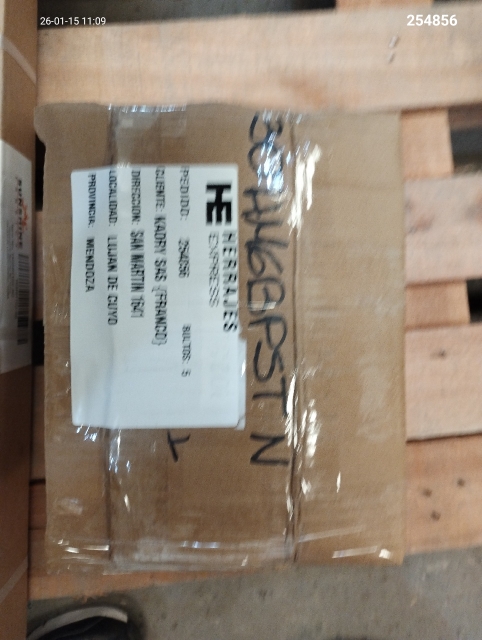 26-01-15 11:09
254856
HE HERRAJES
EXPRESS
PEDIDO: 254856 BULTOS: 5
CLIENTE: KADRY SAS (FRANCO)
DIRECCION: SAN MARTIN 1641
LOCALIDAD: LUJAN DE CUYO
PROVINCIA: MENDOZA